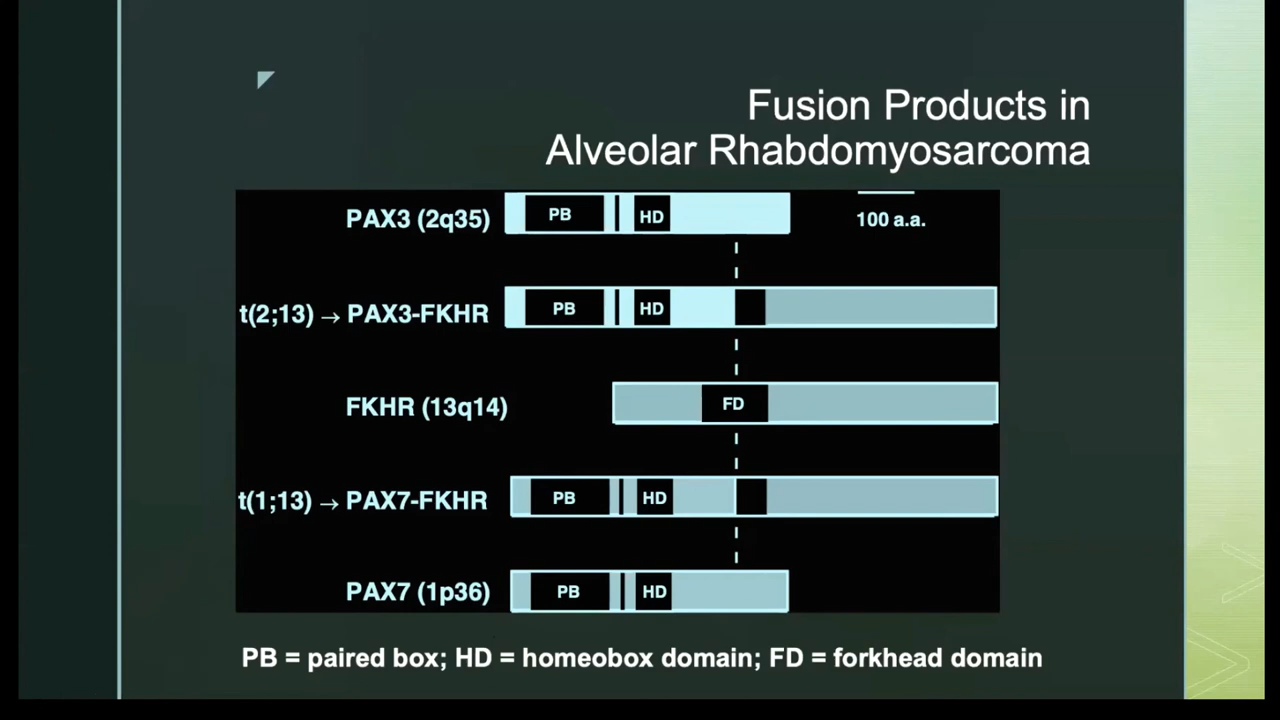 Fusion Products in
Alveolar Rhabdomyosarcoma
PAX3 (2q35) PB HD 100 a.a.
t(2;13) → PAX3-FKHR PB HD
FKHR (13q14) FD
t(1;13) → PAX7-FKHR PB HD
PAX7 (1p36) PB HD
PB = paired box; HD = homeobox domain; FD = forkhead domain